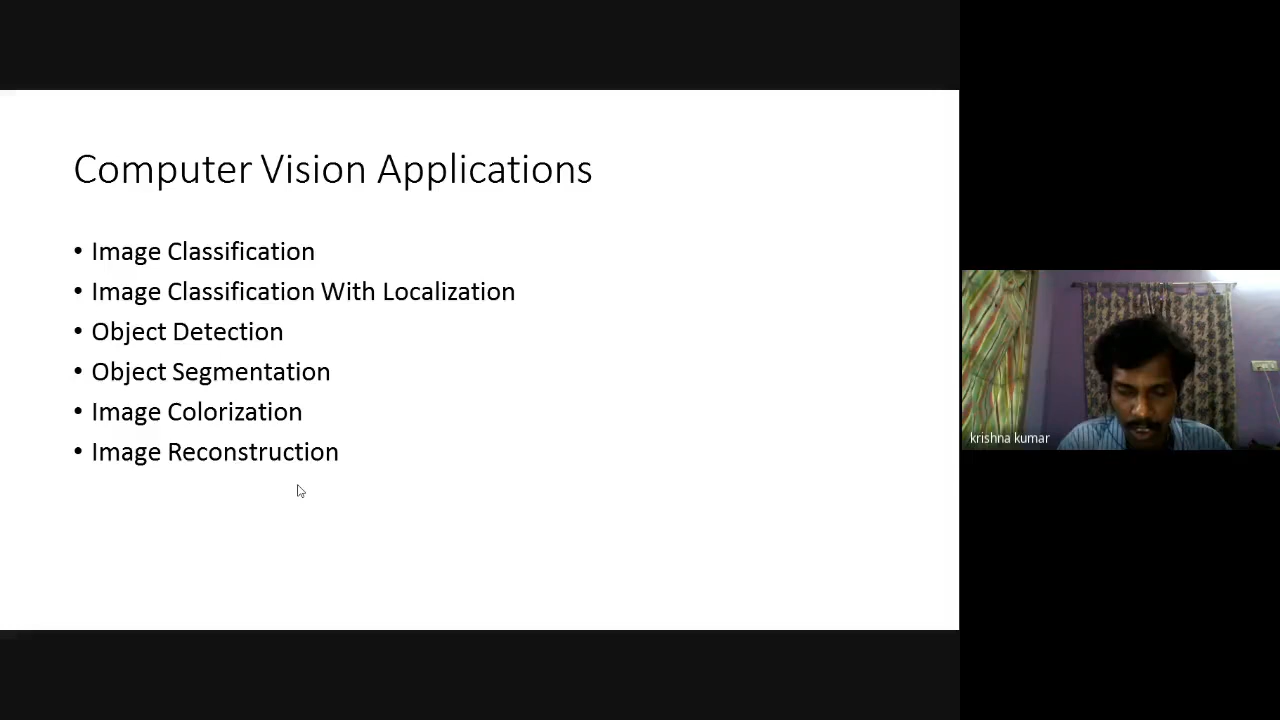 Computer Vision Applications
• Image Classification
• Image Classification With Localization
• Object Detection
• Object Segmentation
• Image Colorization
• Image Reconstruction
krishna kumar